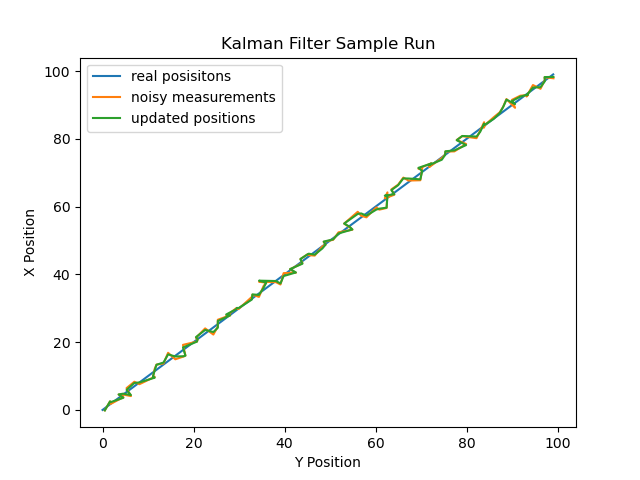 Kalman Filter Sample Run
real posisitons
noisy measurements
updated positions
X Position
100
80
60
40
20
0
0 20 40 60 80 100
Y Position